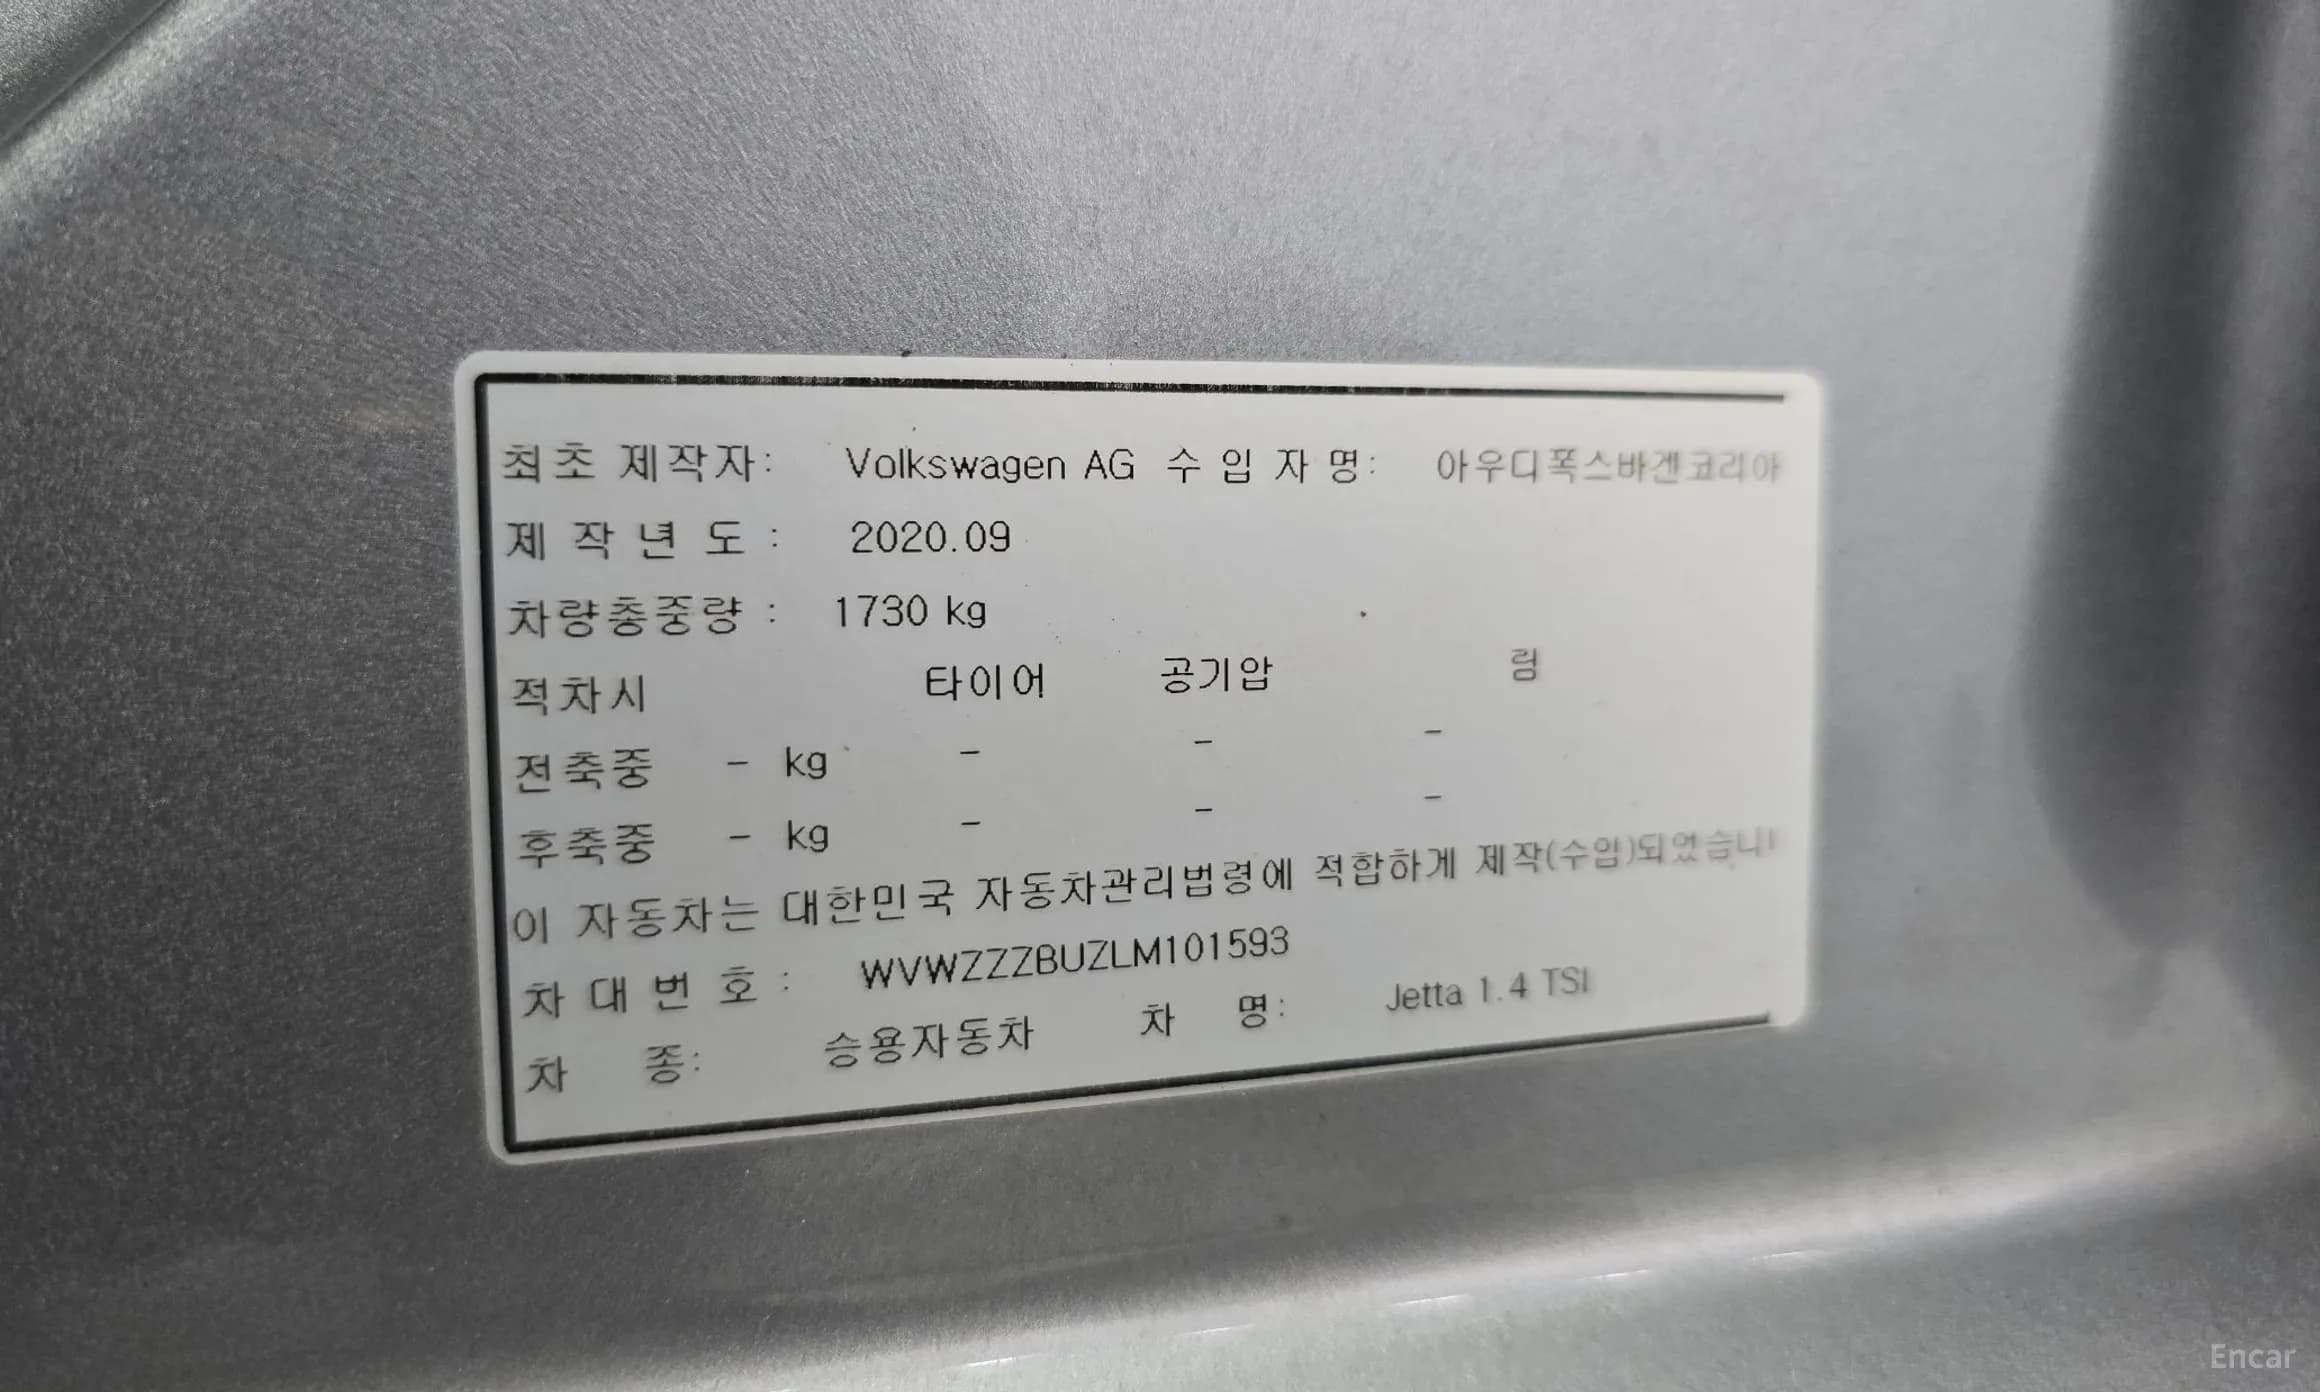 최초 제작자: Volkswagen AG 수 입 자 명: 아우디폭스바겐코리아
제 작 년 도 : 2020.09
차량총중량 : 1730 kg
적차시 타이어 공기압 림
전축중 - kg - - -
후축중 - kg - - -
이 자동차는 대한민국 자동차관리법령에 적합하게 제작(수입)되었습니
차 대 번 호 : WVWZZZBUZLM101593
차 종: 승용자동차 차 명: Jetta 1.4 TSI
Encar